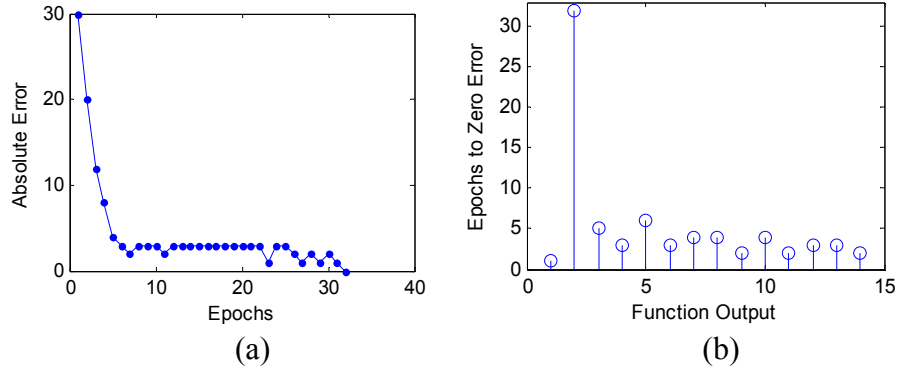 30
20
10
0
Absolute Error
0 10 20 30 40
Epochs
(a)
30
25
20
15
10
5
0
Epochs to Zero Error
0 5 10 15
Function Output
(b)